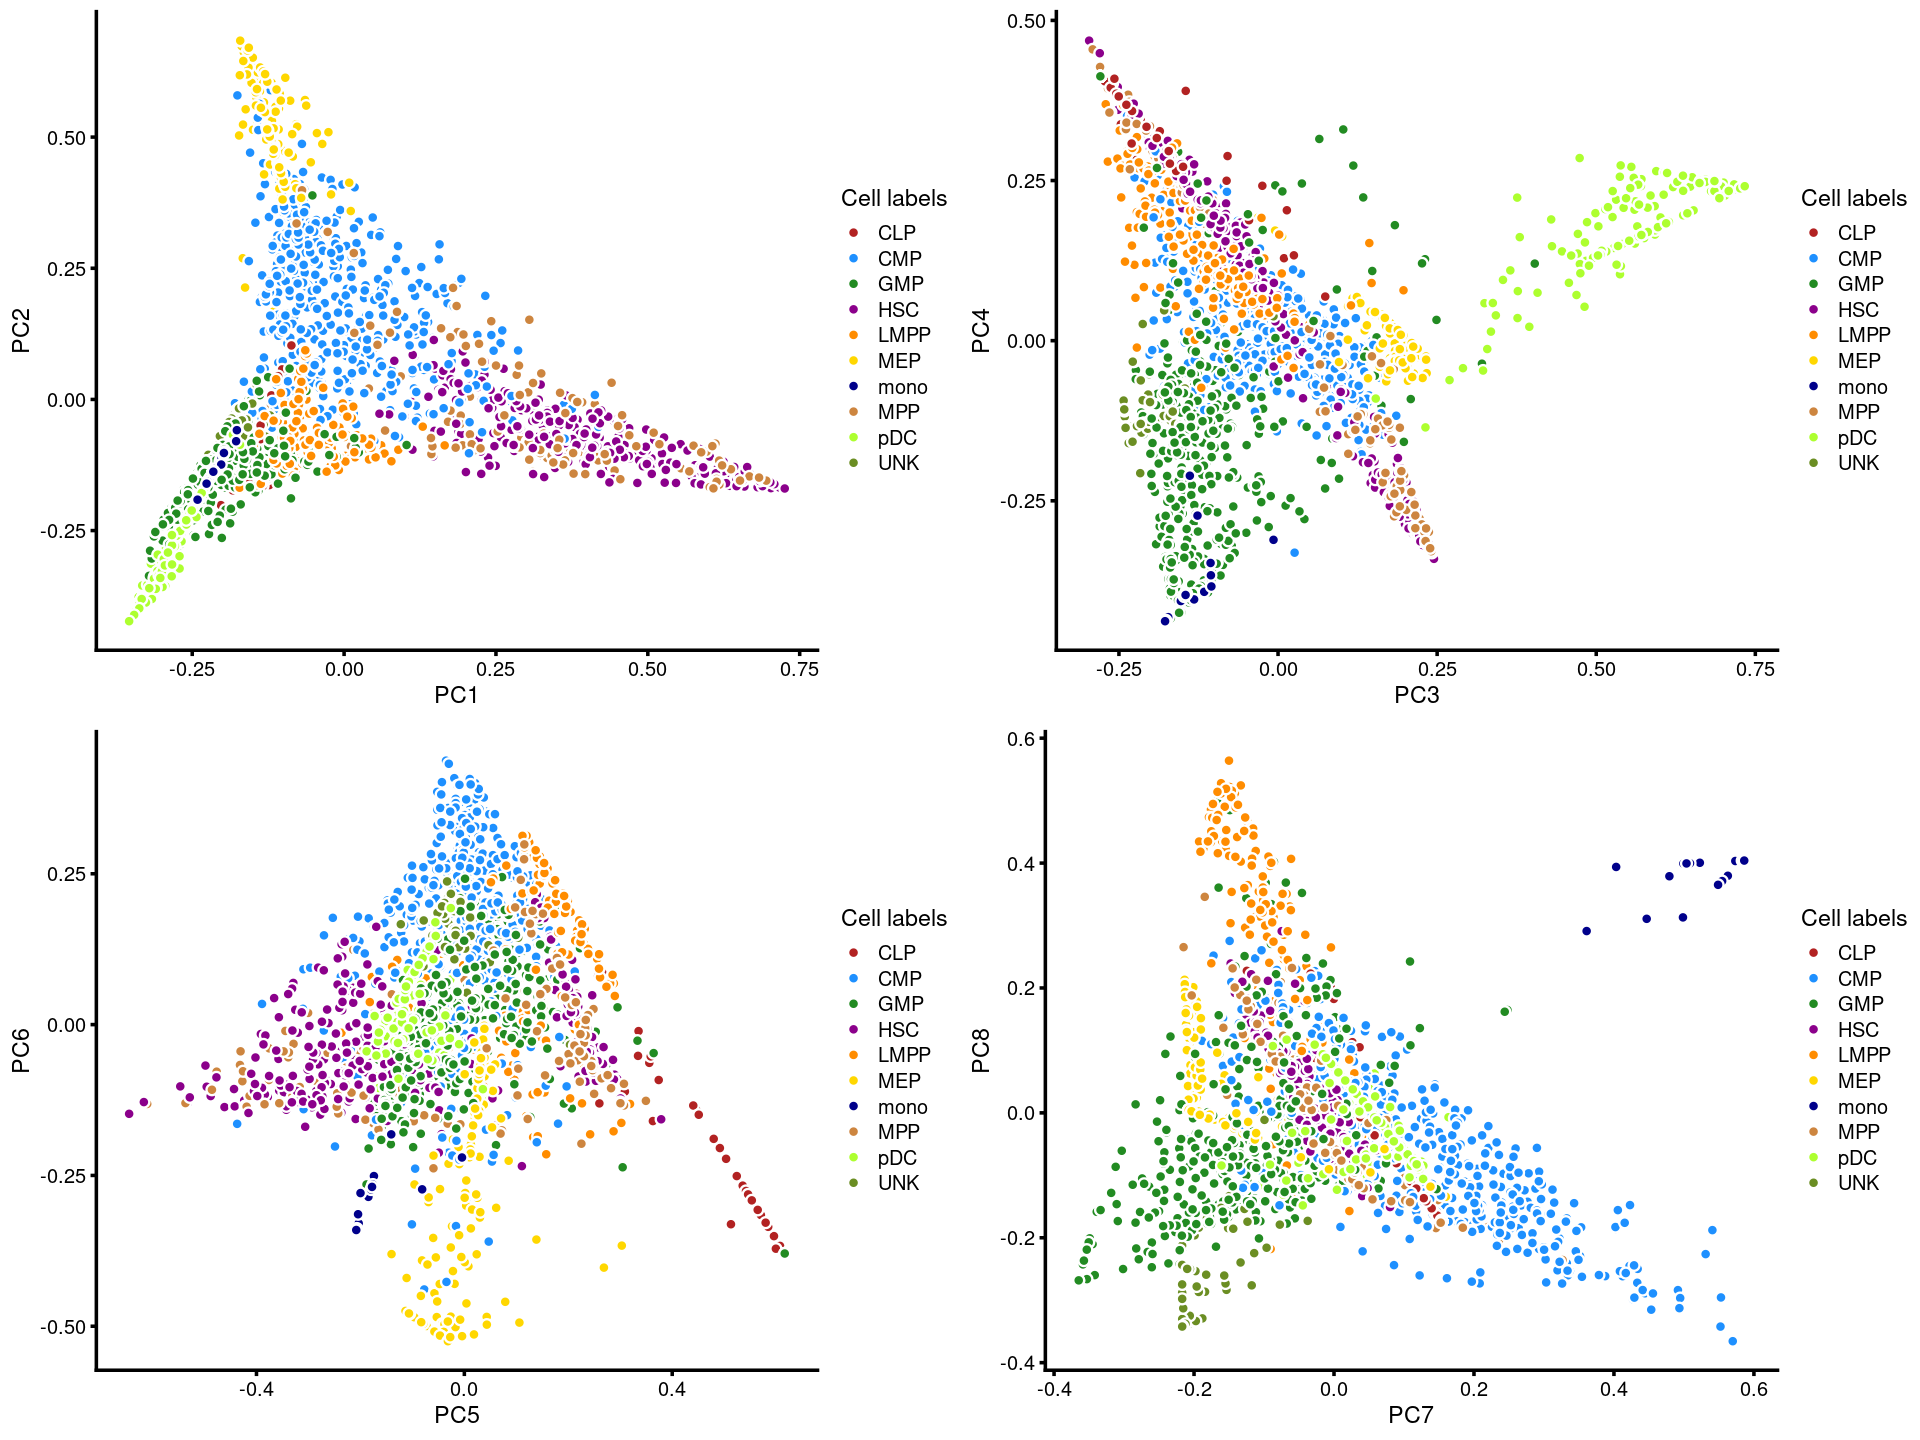 0.50
0.25
0.00
-0.25
PC2
-0.25 0.00 0.25 0.50 0.75
PC1
Cell labels
CLP
CMP
GMP
HSC
LMPP
MEP
mono
MPP
pDC
UNK
0.50
0.25
0.00
-0.25
PC4
-0.25 0.00 0.25 0.50 0.75
PC3
Cell labels
CLP
CMP
GMP
HSC
LMPP
MEP
mono
MPP
pDC
UNK
0.25
0.00
-0.25
-0.50
PC6
-0.4 0.0 0.4
PC5
Cell labels
CLP
CMP
GMP
HSC
LMPP
MEP
mono
MPP
pDC
UNK
0.6
0.4
0.2
0.0
-0.2
-0.4
PC8
-0.4 -0.2 0.0 0.2 0.4 0.6
PC7
Cell labels
CLP
CMP
GMP
HSC
LMPP
MEP
mono
MPP
pDC
UNK